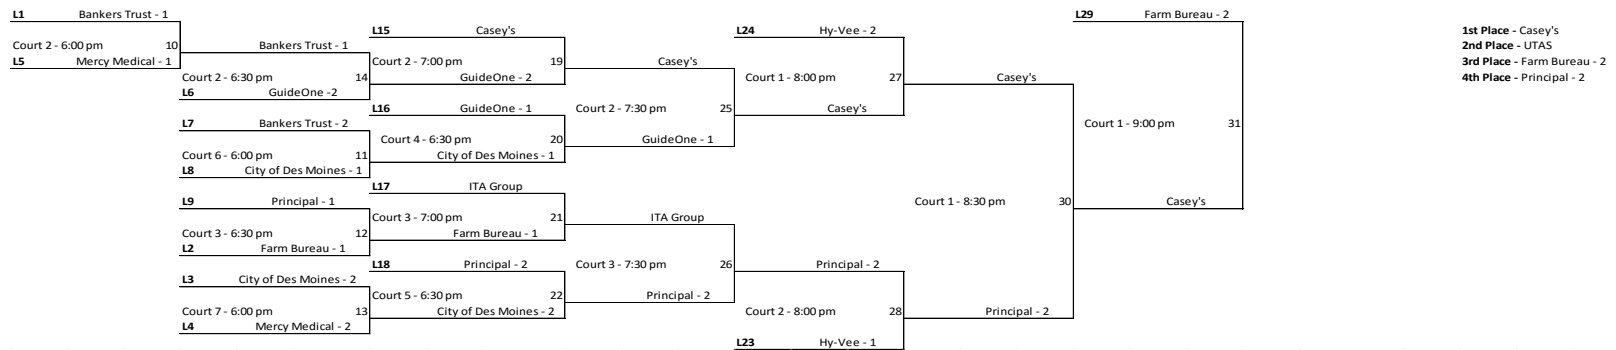 L1 Bankers Trust - 1
L15 Casey's
L24 Hy-Vee - 2
L29 Farm Bureau - 2
1st Place - Casey's
2nd Place - UTAS
3rd Place - Farm Bureau - 2
4th Place - Principal - 2
Court 2 - 6:00 pm 10
L5 Mercy Medical - 1
Bankers Trust - 1
Court 2 - 6:30 pm 14
L6 GuideOne -2
Court 2 - 7:00 pm 19
GuideOne - 2
Casey's
Court 1 - 8:00 pm 27
Casey's
L16 GuideOne - 1
Court 2 - 7:30 pm 25
Casey's
L7 Bankers Trust - 2
Court 4 - 6:30 pm 20
GuideOne - 1
Court 1 - 9:00 pm 31
Court 6 - 6:00 pm 11
City of Des Moines - 1
L8 City of Des Moines - 1
L17 ITA Group
L9 Principal - 1
Court 3 - 7:00 pm 21
ITA Group
Court 1 - 8:30 pm 30
Casey's
Court 3 - 6:30 pm 12
Farm Bureau - 1
L2 Farm Bureau - 1
L18 Principal - 2
Court 3 - 7:30 pm 26
Principal - 2
L3 City of Des Moines - 2
Court 5 - 6:30 pm 22
Principal - 2
Court 7 - 6:00 pm 13
City of Des Moines - 2
Court 2 - 8:00 pm 28
Principal - 2
L4 Mercy Medical - 2
L23 Hy-Vee - 1